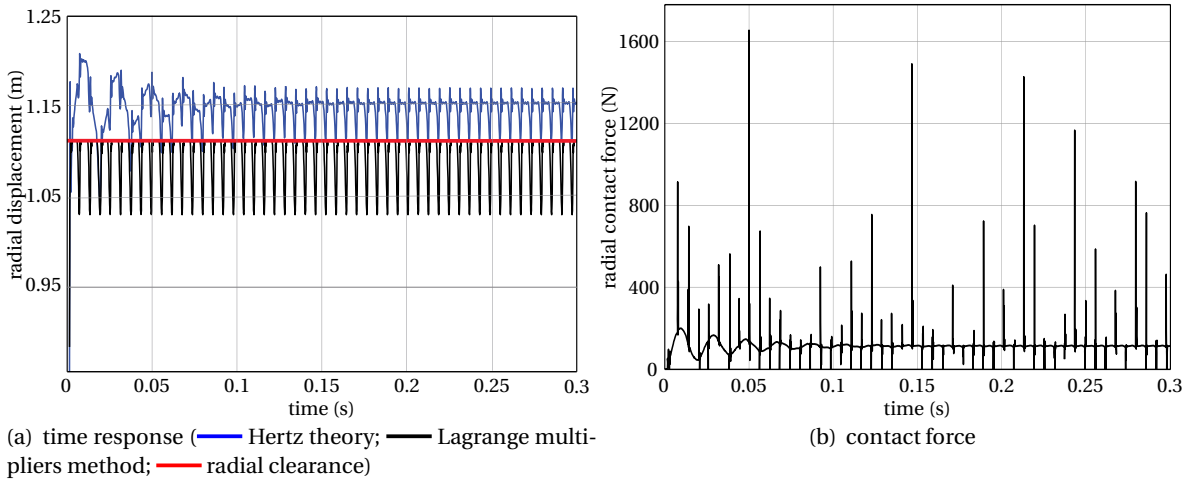 1.25
1.15
1.05
0.95
radial displacement (m)
0 0.05 0.1 0.15 0.2 0.25 0.3
time (s)
(a) time response ( Hertz theory; Lagrange multi-
pliers method; radial clearance)
1600
1200
800
400
0
radial contact force (N)
0 0.05 0.1 0.15 0.2 0.25 0.3
time (s)
(b) contact force